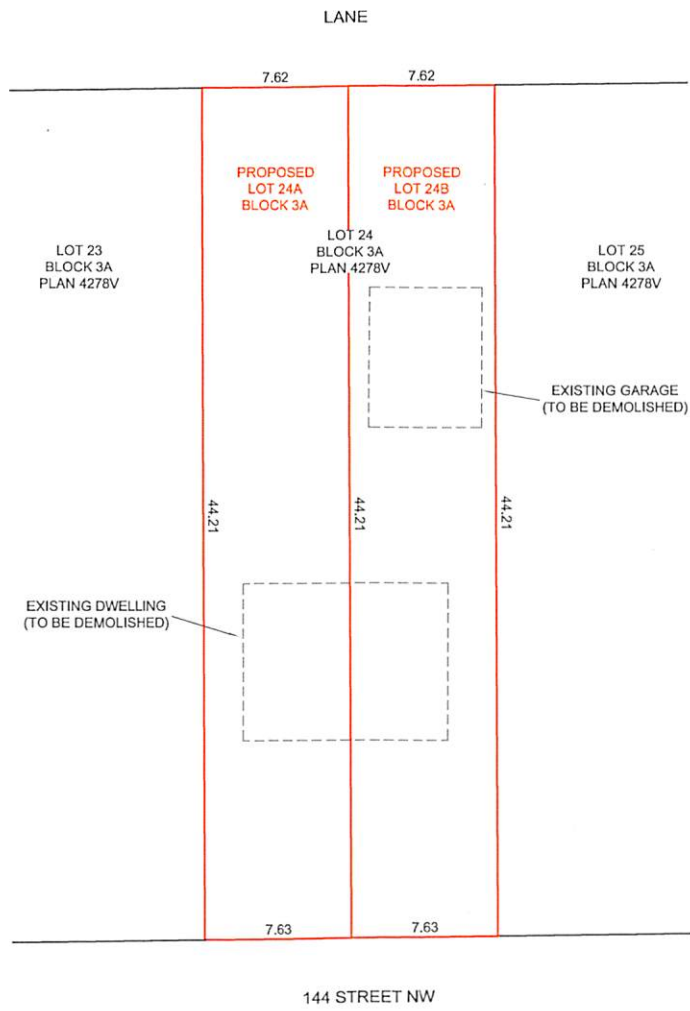 LANE
7.62
7.62
PROPOSED
LOT 24A
BLOCK 3A
PROPOSED
LOT 24B
BLOCK 3A
LOT 23
BLOCK 3A
PLAN 4278V
LOT 24
BLOCK 3A
PLAN 4278V
LOT 25
BLOCK 3A
PLAN 4278V
EXISTING GARAGE
(TO BE DEMOLISHED)
44.21
44.21
44.21
EXISTING DWELLING
(TO BE DEMOLISHED)
7.63
7.63
144 STREET NW